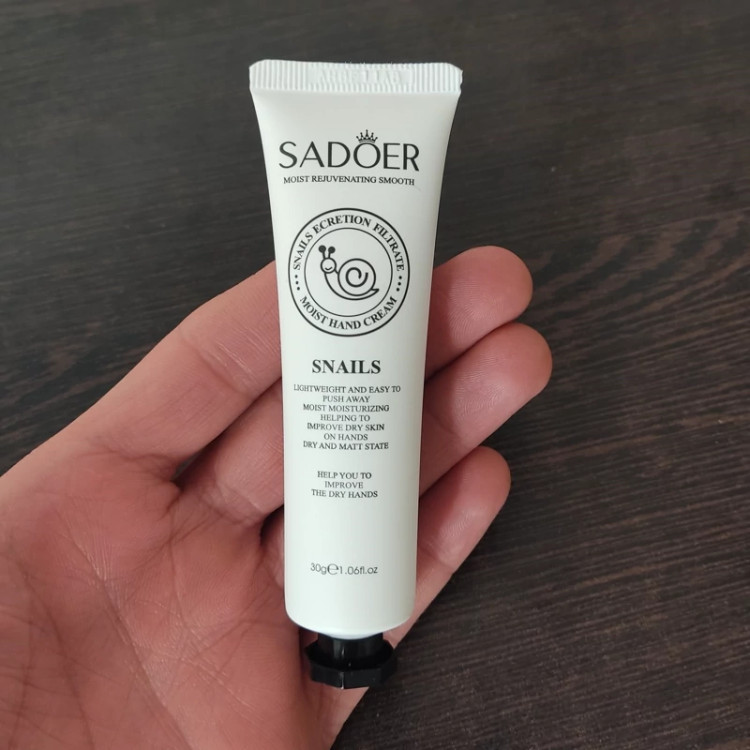 SADOER
MOIST REJUVENATING SMOOTH
SNAILS ECRETION FILTRATE
MOIST HAND CREAM
SNAILS
LIGHTWEIGHT AND EASY TO
PUSH AWAY
MOIST MOISTURIZING
HELPING TO
IMPROVE DRY SKIN
ON HANDS
DRY AND MATT STATE
HELP YOU TO
IMPROVE
THE DRY HANDS
30g℮1.06fl.oz